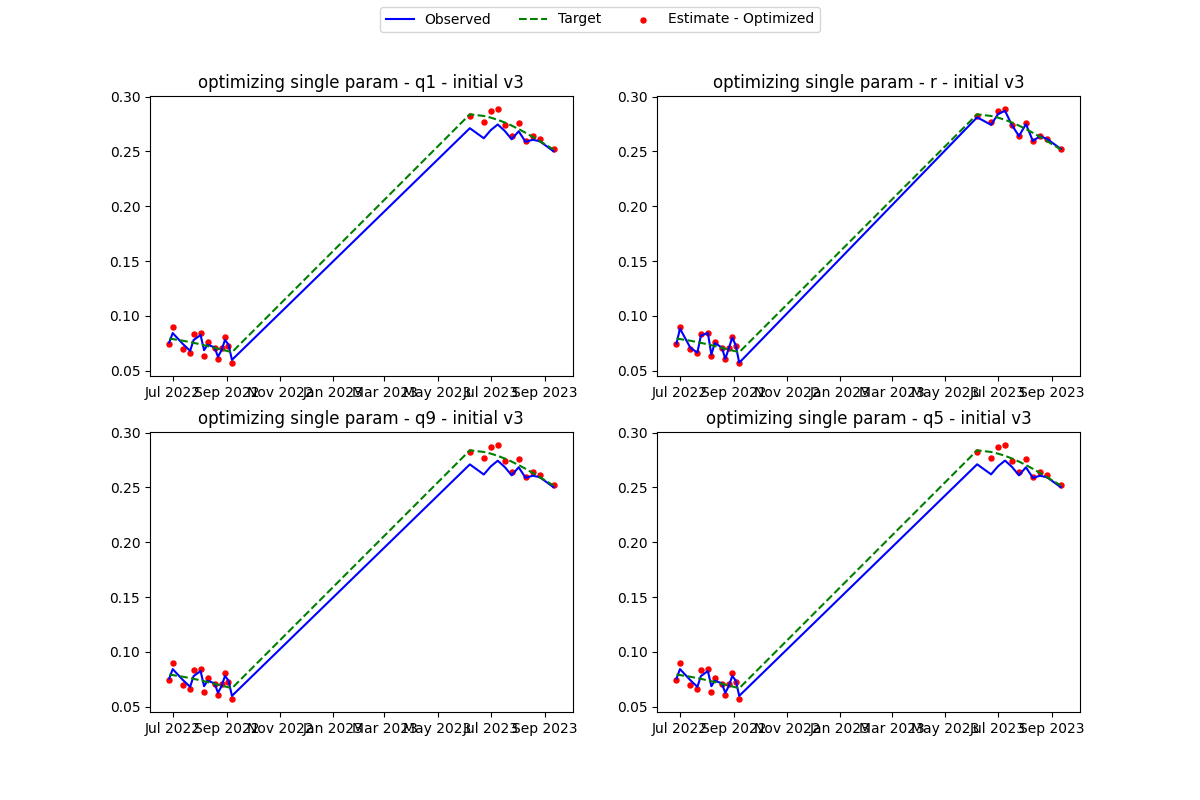 Observed Target Estimate - Optimized
optimizing single param - q1 - initial v3
0.30
0.25
0.20
0.15
0.10
0.05
Jul 2022 Sep 2022 Nov 2022 Jan 2023 Mar 2023 May 2023 Jul 2023 Sep 2023
optimizing single param - r - initial v3
0.30
0.25
0.20
0.15
0.10
0.05
Jul 2022 Sep 2022 Nov 2022 Jan 2023 Mar 2023 May 2023 Jul 2023 Sep 2023
optimizing single param - q9 - initial v3
0.30
0.25
0.20
0.15
0.10
0.05
Jul 2022 Sep 2022 Nov 2022 Jan 2023 Mar 2023 May 2023 Jul 2023 Sep 2023
optimizing single param - q5 - initial v3
0.30
0.25
0.20
0.15
0.10
0.05
Jul 2022 Sep 2022 Nov 2022 Jan 2023 Mar 2023 May 2023 Jul 2023 Sep 2023